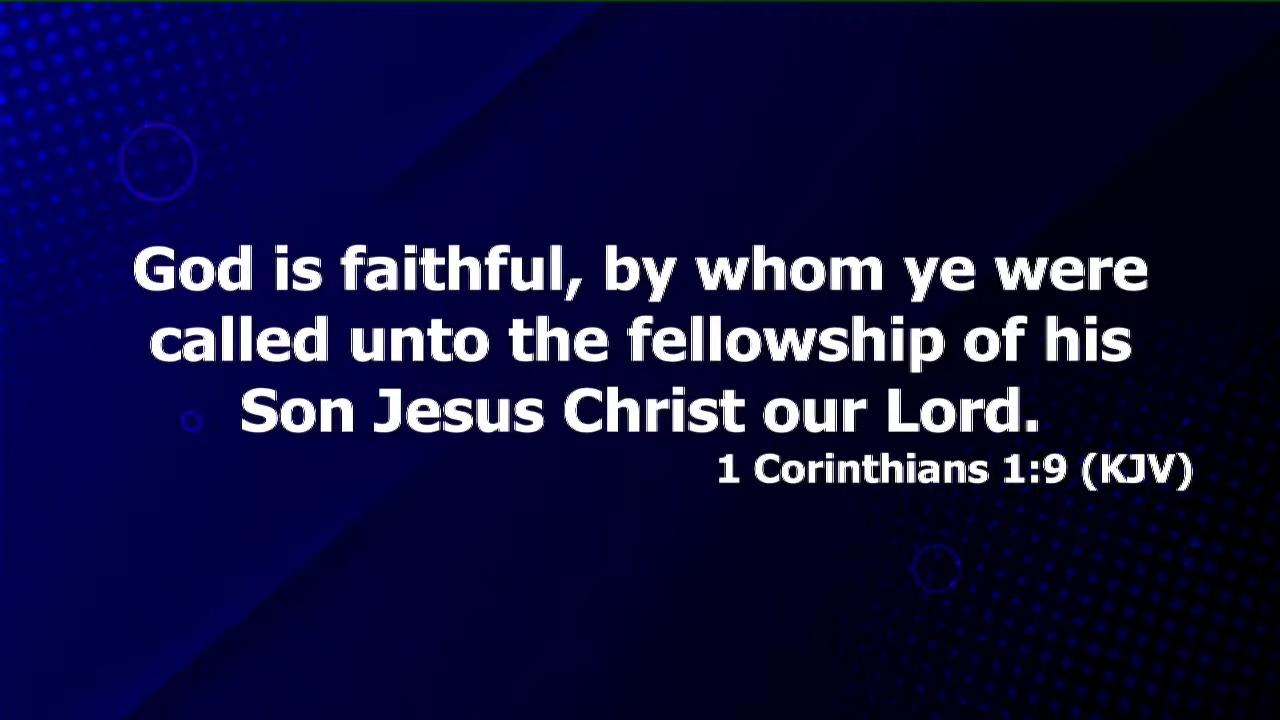 God is faithful, by whom ye were
called unto the fellowship of his
Son Jesus Christ our Lord.
1 Corinthians 1:9 (KJV)